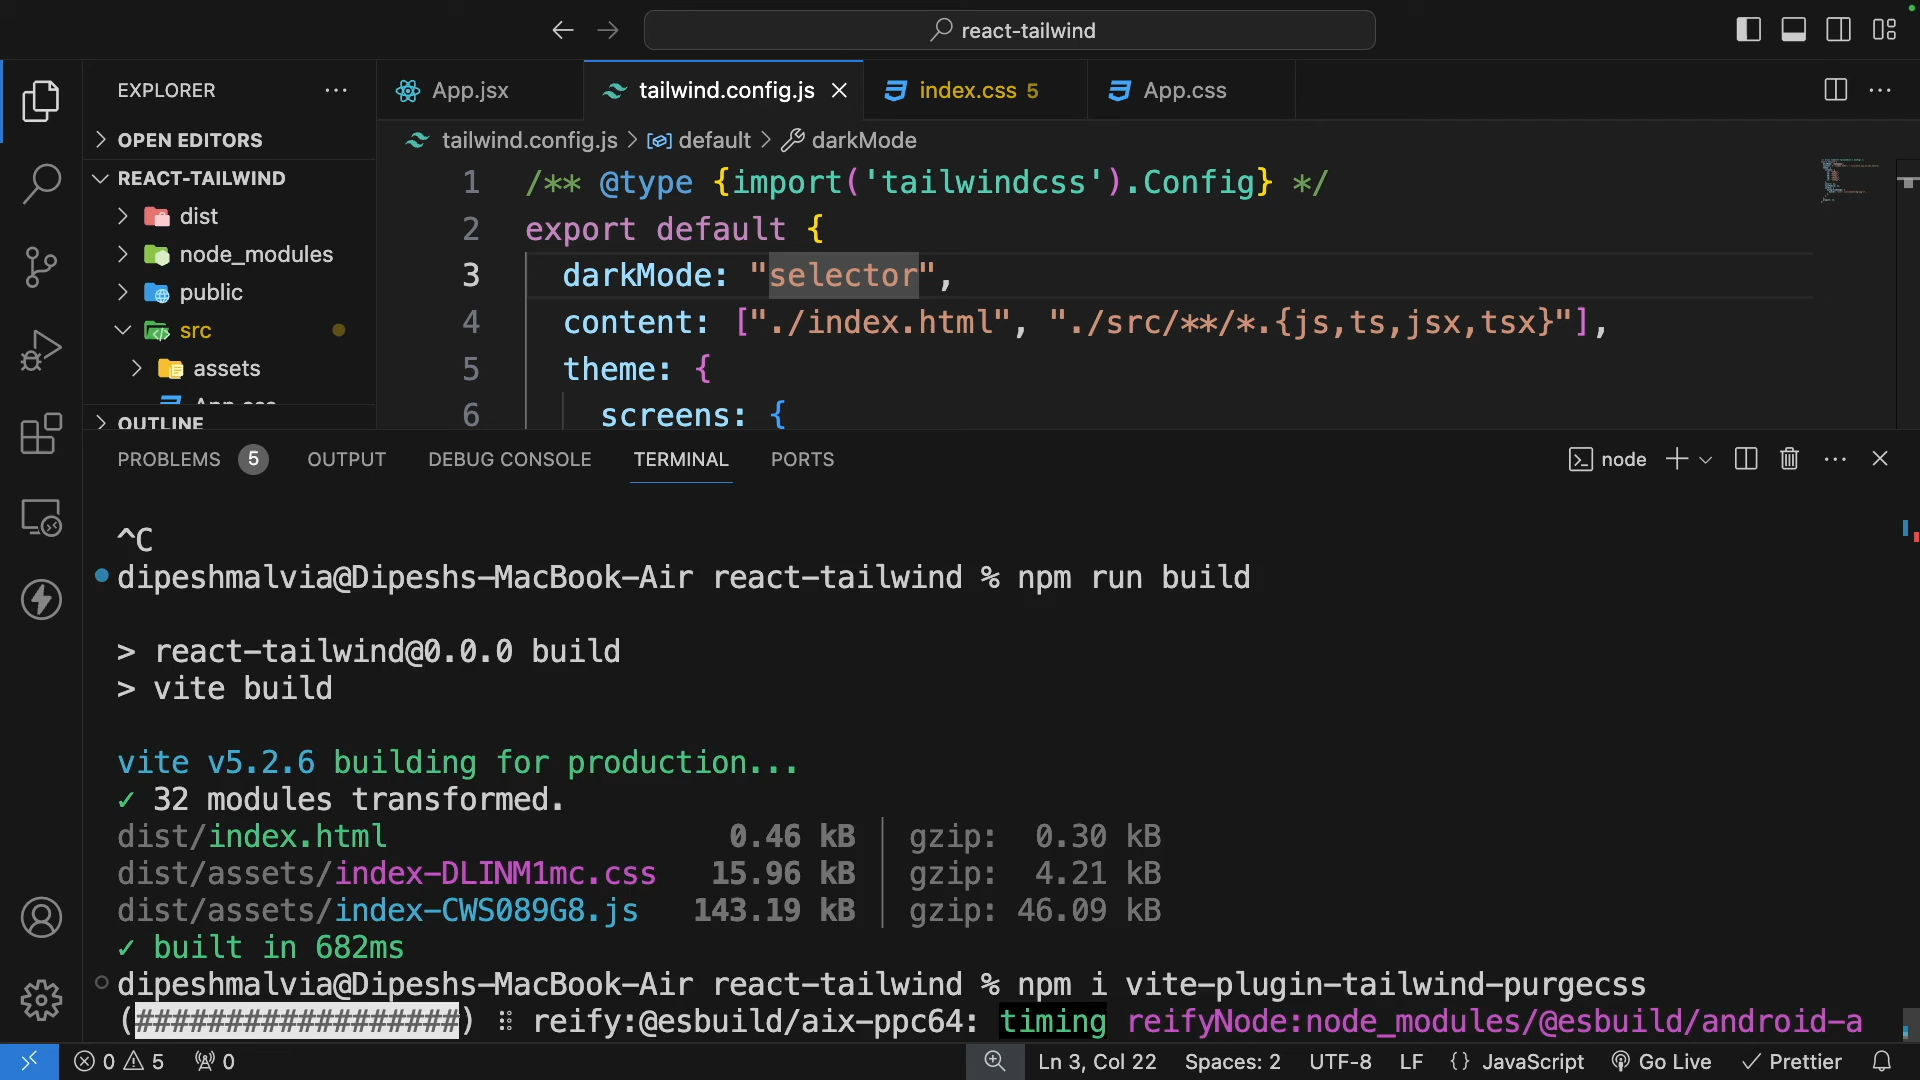 react-tailwind
EXPLORER
App.jsx
tailwind.config.js
index.css 5
App.css
OPEN EDITORS
tailwind.config.js > default > darkMode
REACT-TAILWIND
dist
node_modules
public
src
assets
App.css
OUTLINE
1 /** @type {import('tailwindcss').Config} */
2 export default {
3 darkMode: "selector",
4 content: ["./index.html", "./src/**/*.{js,ts,jsx,tsx}"],
5 theme: {
6 screens: {
PROBLEMS 5 OUTPUT DEBUG CONSOLE TERMINAL PORTS
node
^C
dipeshmalvia@Dipeshs-MacBook-Air react-tailwind % npm run build
> react-tailwind@0.0.0 build
> vite build
vite v5.2.6 building for production...
✓ 32 modules transformed.
dist/index.html 0.46 kB │ gzip: 0.30 kB
dist/assets/index-DLINM1mc.css 15.96 kB │ gzip: 4.21 kB
dist/assets/index-CWS089G8.js 143.19 kB │ gzip: 46.09 kB
✓ built in 682ms
dipeshmalvia@Dipeshs-MacBook-Air react-tailwind % npm i vite-plugin-tailwind-purgecss
(##################) ⠿ reify:@esbuild/aix-ppc64: timing reifyNode:node_modules/@esbuild/android-a
0 5 0 Ln 3, Col 22 Spaces: 2 UTF-8 LF {} JavaScript Go Live Prettier